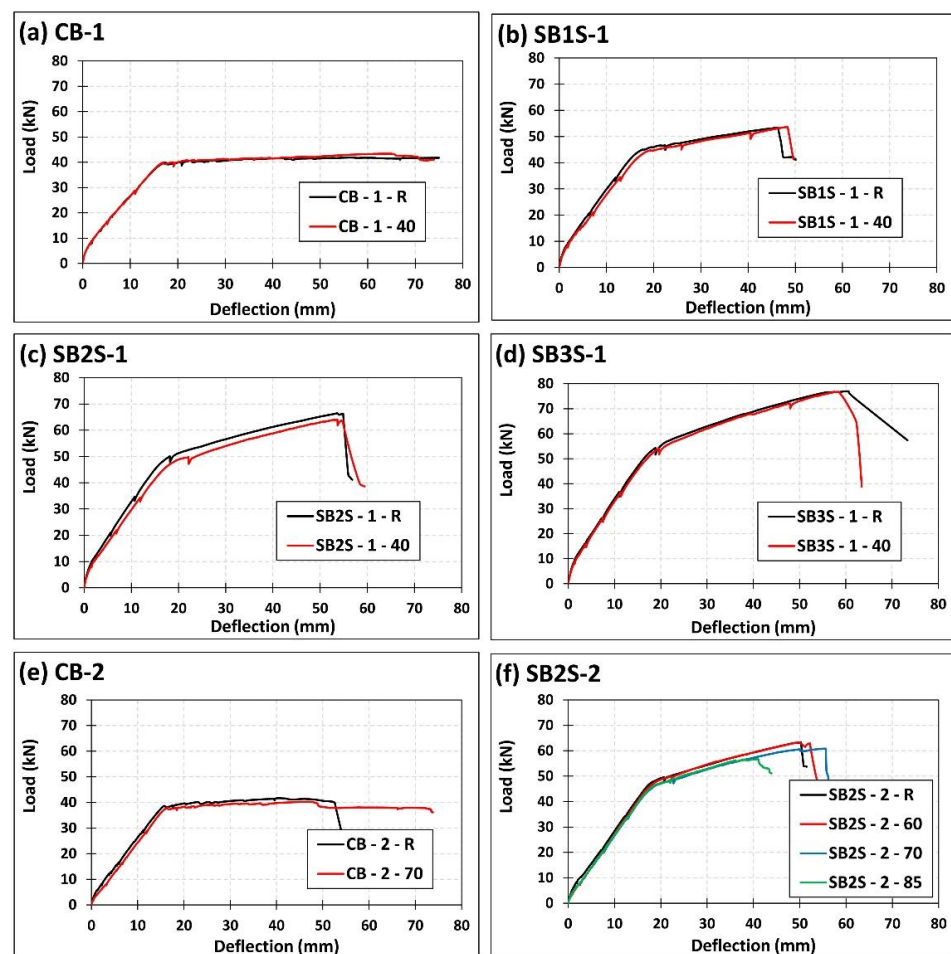 (a) CB-1
Load (kN)
80
70
60
50
40
30
20
10
0
CB - 1 - R
CB - 1 - 40
0 10 20 30 40 50 60 70 80
Deflection (mm)
(b) SB1S-1
Load (kN)
80
70
60
50
40
30
20
10
0
SB1S - 1 - R
SB1S - 1 - 40
0 10 20 30 40 50 60 70 80
Deflection (mm)
(c) SB2S-1
Load (kN)
80
70
60
50
40
30
20
10
0
SB2S - 1 - R
SB2S - 1 - 40
0 10 20 30 40 50 60 70 80
Deflection (mm)
(d) SB3S-1
Load (kN)
80
70
60
50
40
30
20
10
0
SB3S - 1 - R
SB3S - 1 - 40
0 10 20 30 40 50 60 70 80
Deflection (mm)
(e) CB-2
Load (kN)
80
70
60
50
40
30
20
10
0
CB - 2 - R
CB - 2 - 70
0 10 20 30 40 50 60 70 80
Deflection (mm)
(f) SB2S-2
Load (kN)
80
70
60
50
40
30
20
10
0
SB2S - 2 - R
SB2S - 2 - 60
SB2S - 2 - 70
SB2S - 2 - 85
0 10 20 30 40 50 60 70 80
Deflection (mm)